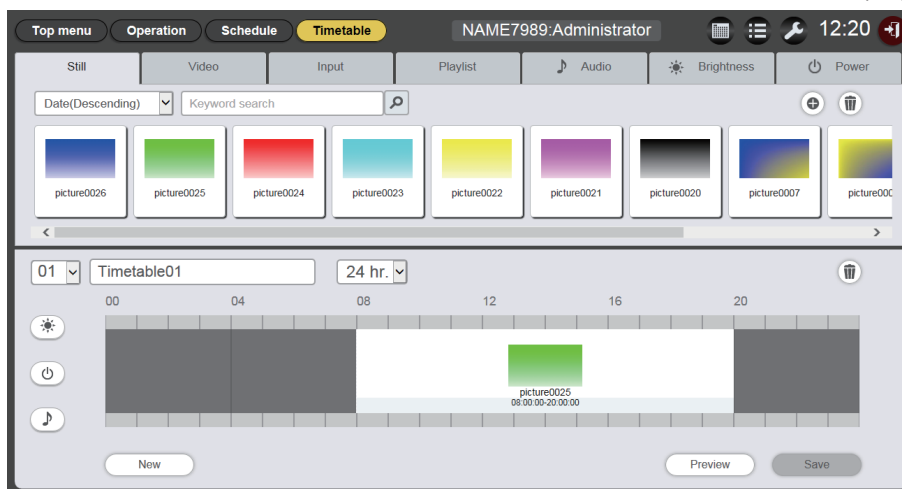 Top menu Operation Schedule Timetable NAME7989:Administrator 12:20
Still Video Input Playlist Audio Brightness Power
Date(Descending) Keyword search
picture0026 picture0025 picture0024 picture0023 picture0022 picture0021 picture0020 picture0007 picture000
01 Timetable01 24 hr.
00 04 08 12 16 20
picture0025
08:00:00-20:00:00
New Preview Save